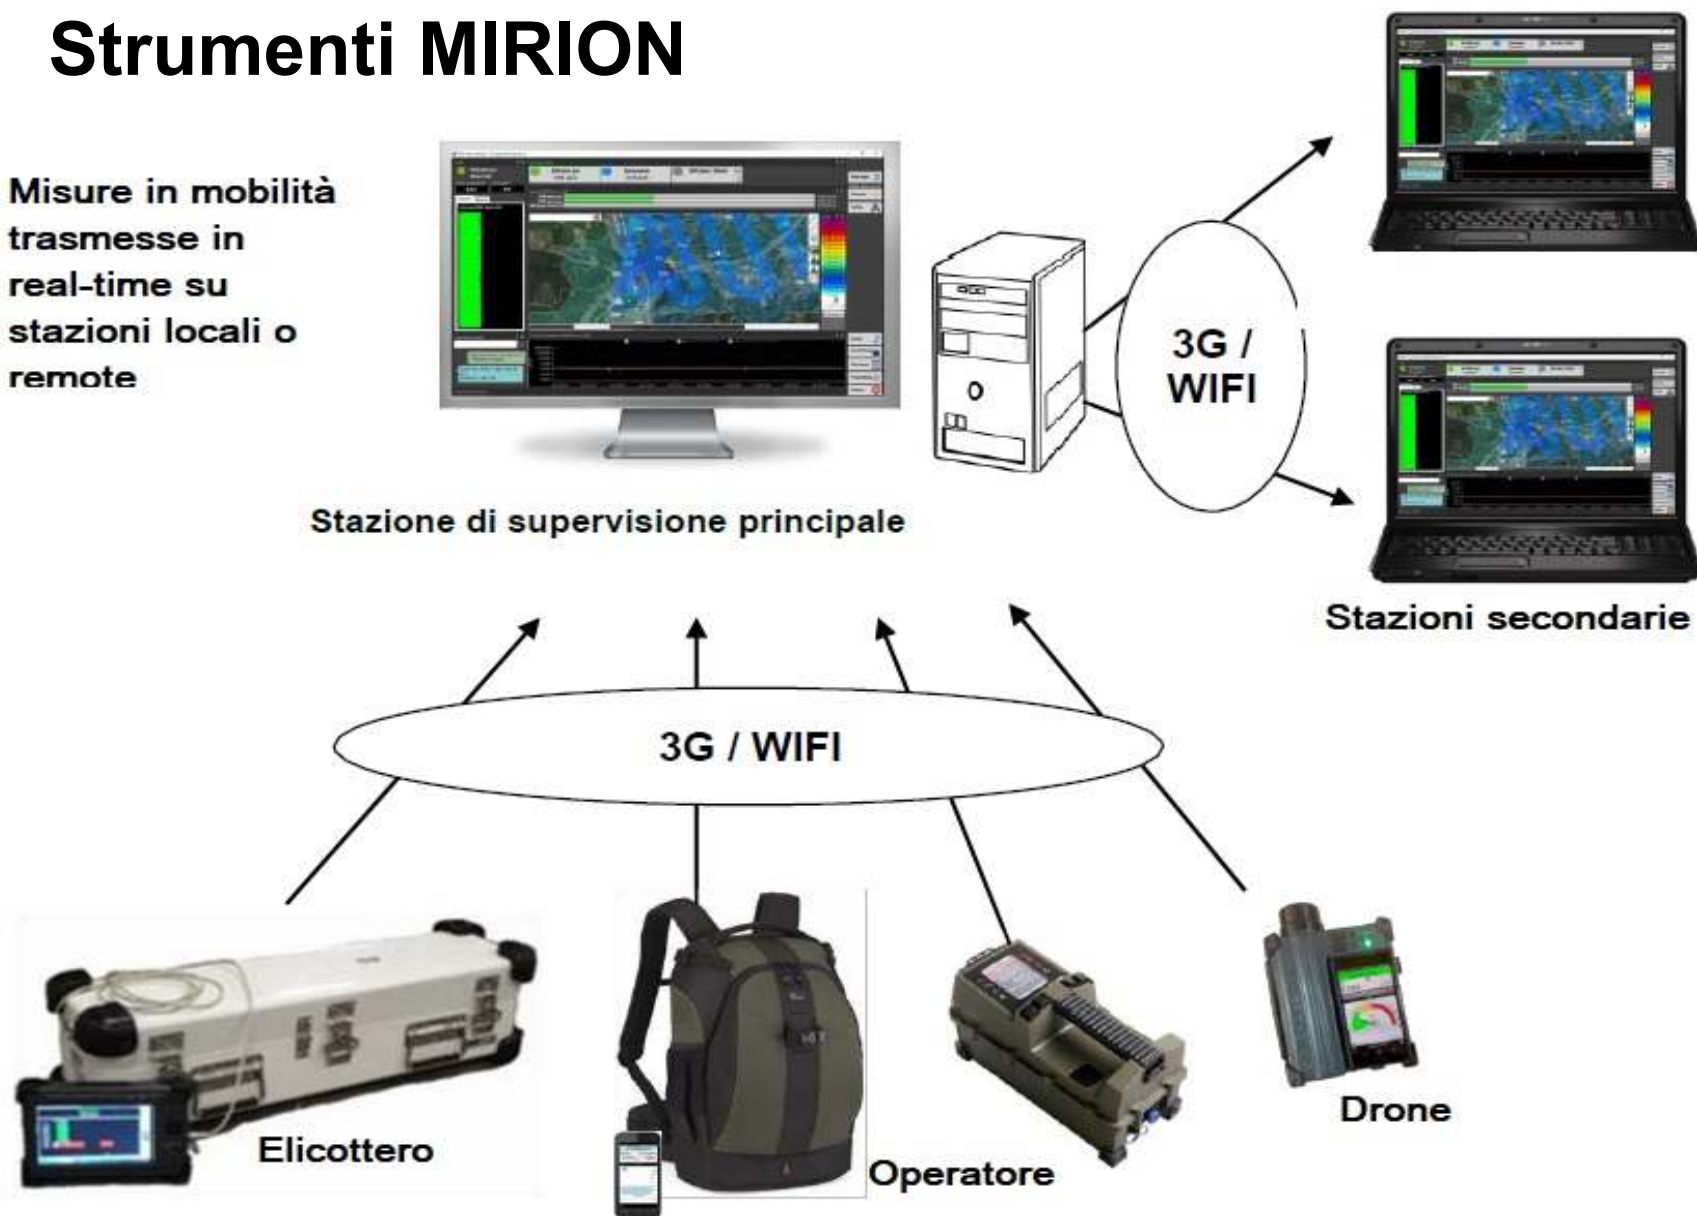 Strumenti MIRION
Misure in mobilità
trasmesse in
real-time su
stazioni locali o
remote
3G /
WIFI
Stazione di supervisione principale
Stazioni secondarie
3G / WIFI
Elicottero
Operatore
Drone